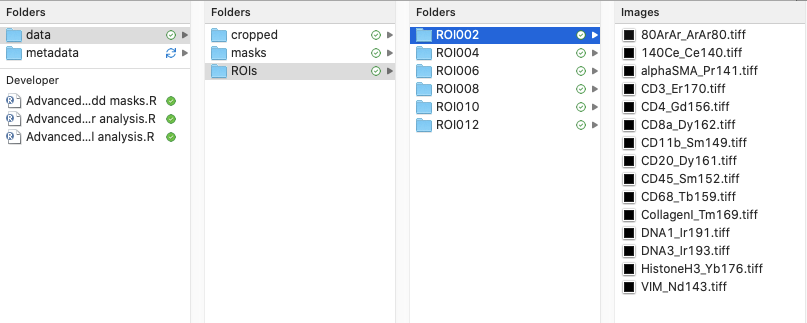 Folders
data
metadata
Developer
Advanced...dd masks.R
Advanced...r analysis.R
Advanced...l analysis.R
Folders
cropped
masks
ROIs
Folders
ROI002
ROI004
ROI006
ROI008
ROI010
ROI012
Images
80ArAr_ArAr80.tiff
140Ce_Ce140.tiff
alphaSMA_Pr141.tiff
CD3_Er170.tiff
CD4_Gd156.tiff
CD8a_Dy162.tiff
CD11b_Sm149.tiff
CD20_Dy161.tiff
CD45_Sm152.tiff
CD68_Tb159.tiff
CollagenI_Tm169.tiff
DNA1_Ir191.tiff
DNA3_Ir193.tiff
HistoneH3_Yb176.tiff
VIM_Nd143.tiff